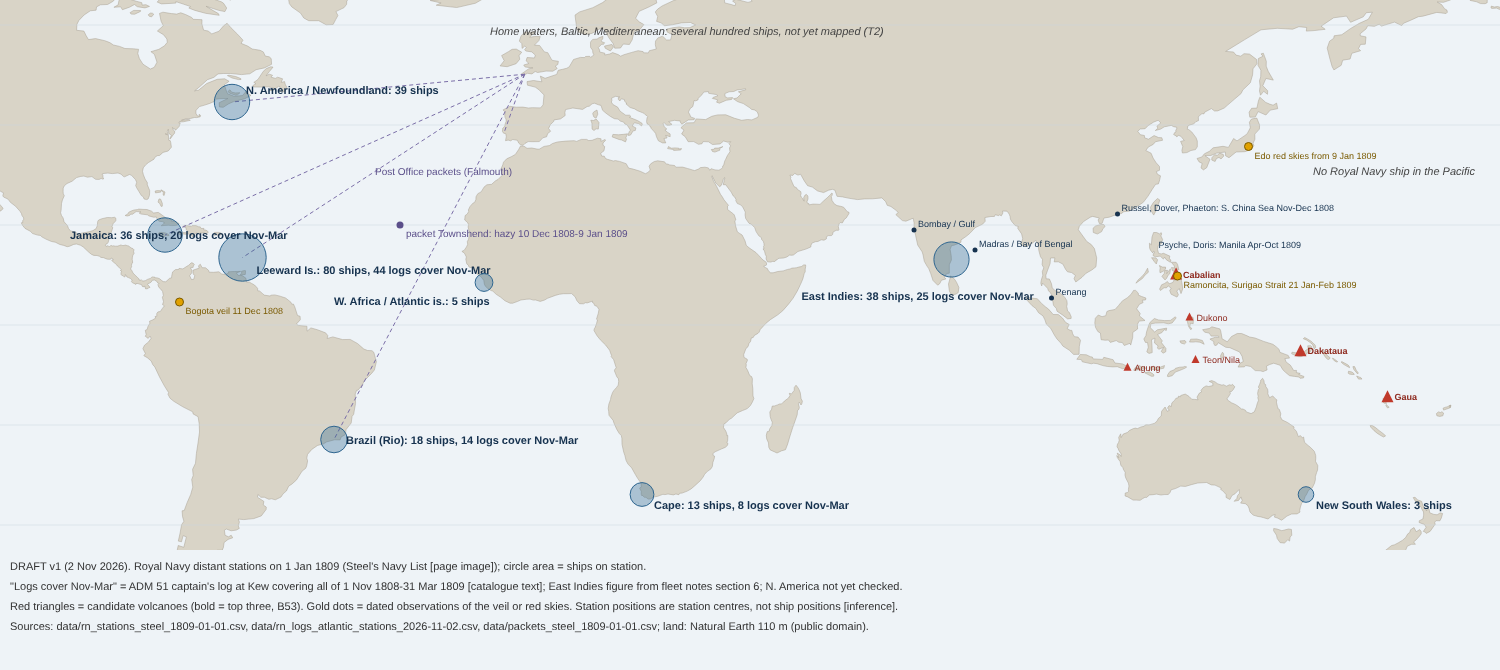 Home waters, Baltic, Mediterranean: several hundred ships, not yet mapped (T2)
N. America / Newfoundland: 39 ships
Edo red skies from 9 Jan 1809
Post Office packets (Falmouth)
No Royal Navy ship in the Pacific
Russel, Dover, Phaeton: S. China Sea Nov-Dec 1808
Bombay / Gulf
Jamaica: 36 ships, 20 logs cover Nov-Mar
packet Townshend: hazy 10 Dec 1808-9 Jan 1809
Madras / Bay of Bengal
Psyche, Doris: Manila Apr-Oct 1809
Leeward Is.: 80 ships, 44 logs cover Nov-Mar
Cabalian
Ramoncita, Surigao Strait 21 Jan-Feb 1809
Penang
East Indies: 38 ships, 25 logs cover Nov-Mar
W. Africa / Atlantic is.: 5 ships
Bogota veil 11 Dec 1808
Dukono
Dakataua
Teon/Nila
Agung
Gaua
Brazil (Rio): 18 ships, 14 logs cover Nov-Mar
Cape: 13 ships, 8 logs cover Nov-Mar
New South Wales: 3 ships
DRAFT v1 (2 Nov 2026). Royal Navy distant stations on 1 Jan 1809 (Steel's Navy List [page image]); circle area = ships on station.
"Logs cover Nov-Mar" = ADM 51 captain's log at Kew covering all of 1 Nov 1808-31 Mar 1809 [catalogue text]; East Indies figure from fleet notes section 6; N. America not yet checked.
Red triangles = candidate volcanoes (bold = top three, B53). Gold dots = dated observations of the veil or red skies. Station positions are station centres, not ship positions [inference].
Sources: data/rn_stations_steel_1809-01-01.csv, data/rn_logs_atlantic_stations_2026-11-02.csv, data/packets_steel_1809-01-01.csv; land: Natural Earth 110 m (public domain).